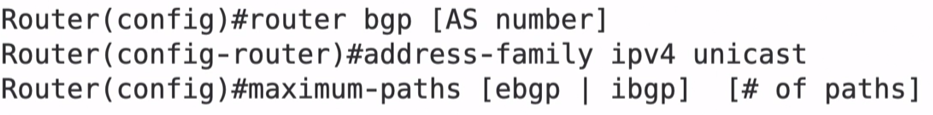 Router(config)#router bgp [AS number]
Router(config-router)#address-family ipv4 unicast
Router(config)#maximum-paths [ebgp | ibgp]  [# of paths]